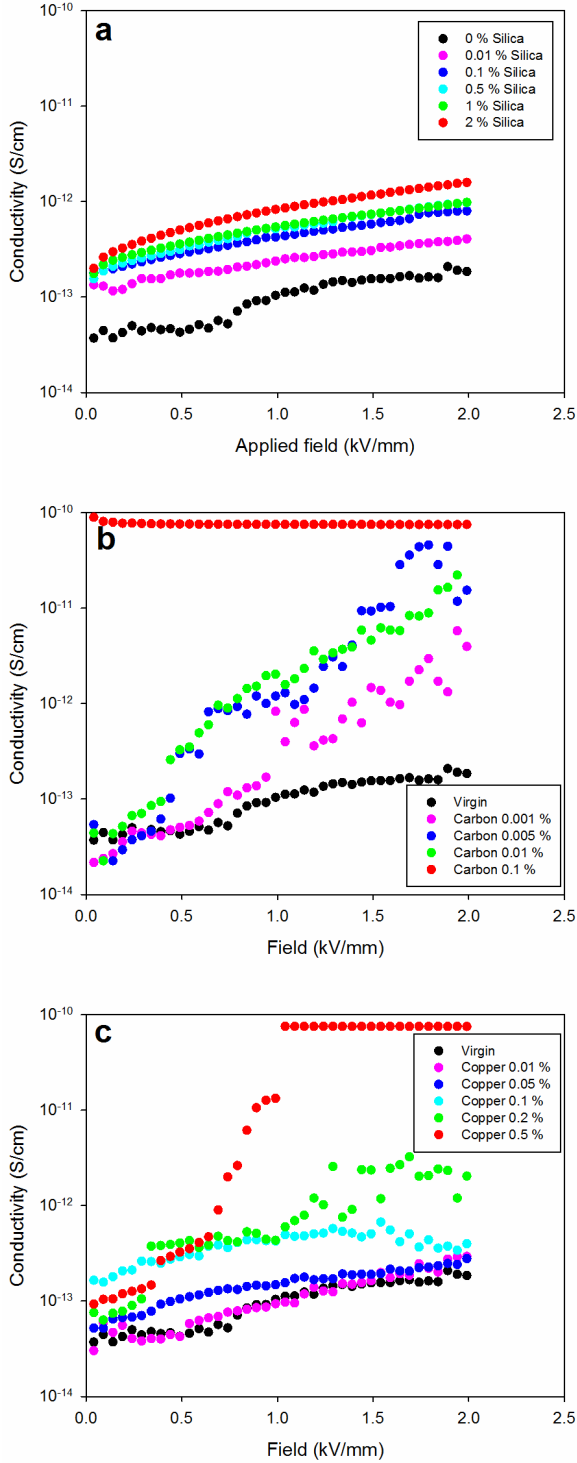 a
10-10
10-11
10-12
10-13
10-14
Conductivity (S/cm)
0 % Silica
0.01 % Silica
0.1 % Silica
0.5 % Silica
1 % Silica
2 % Silica
0.0 0.5 1.0 1.5 2.0
Applied field (kV/mm)
b
10-10
10-11
10-12
10-13
10-14
Conductivity (S/cm)
Virgin
Carbon 0.001 %
Carbon 0.005 %
Carbon 0.01 %
Carbon 0.1 %
0.0 0.5 1.0 1.5 2.0
Field (kV/mm)
c
10-10
10-11
10-12
10-13
10-14
Conductivity (S/cm)
Virgin
Copper 0.01 %
Copper 0.05 %
Copper 0.1 %
Copper 0.2 %
Copper 0.5 %
0.0 0.5 1.0 1.5 2.0
Field (kV/mm)